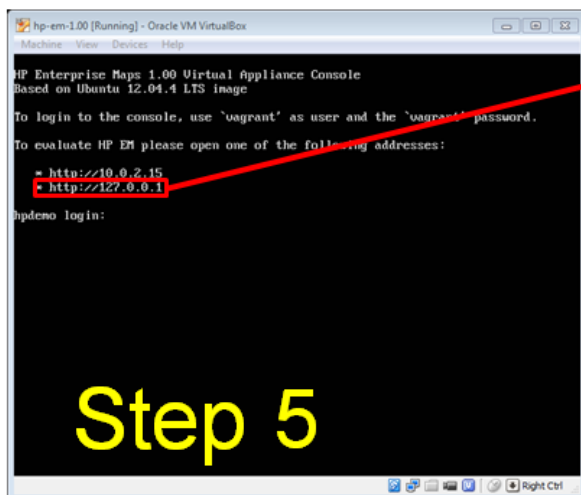 hp-em-1.00 [Running] - Oracle VM VirtualBox
Machine View Devices Help
HP Enterprise Maps 1.00 Virtual Appliance Console
Based on Ubuntu 12.04.4 LTS image
To login to the console, use `vagrant' as user and the `vagrant' password.
To evaluate HP EM please open one of the following addresses:
* http://10.0.2.15
* http://127.0.0.1
hpdemo login:
Step 5
Right Ctrl